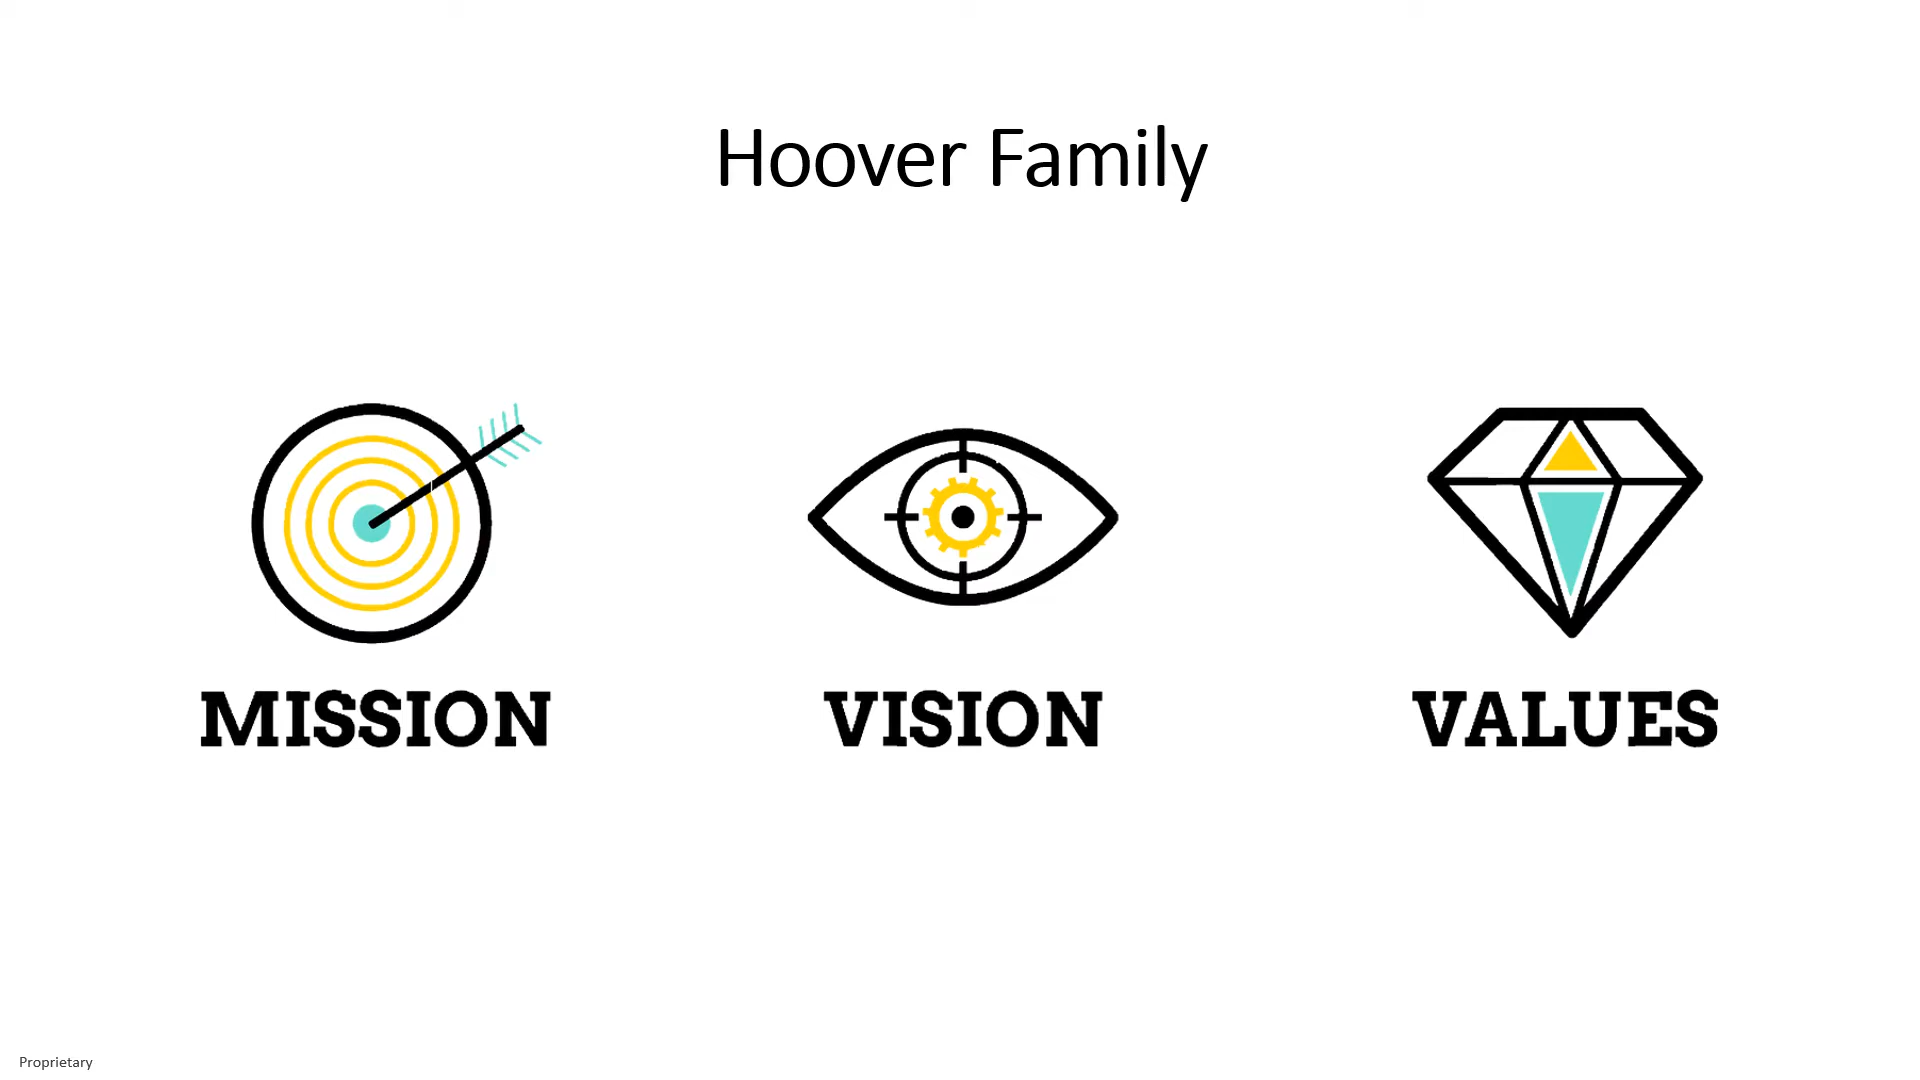 Hoover Family
MISSION
VISION
VALUES
Proprietary